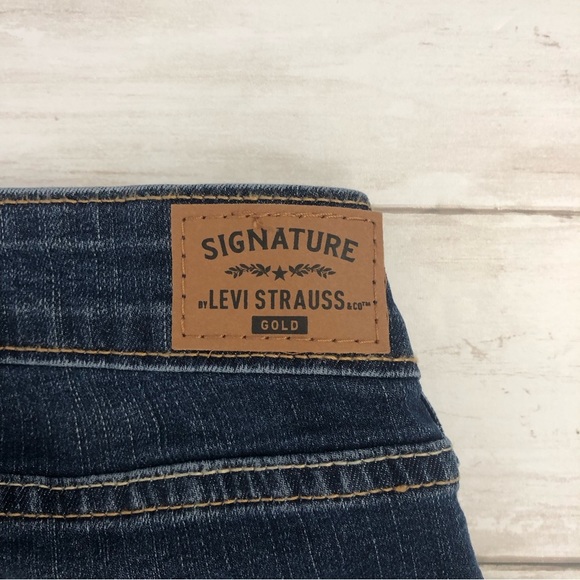 SIGNATURE
BY LEVI STRAUSS & CO™
GOLD